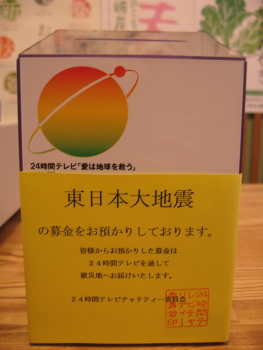 24時間テレビ「愛は地球を救う」
東日本大地震
の募金をお預かりしております。
皆様からお預かりした募金は
24時間テレビを通して
被災地へお届けいたします。
24時間テレビチャリティー委員会